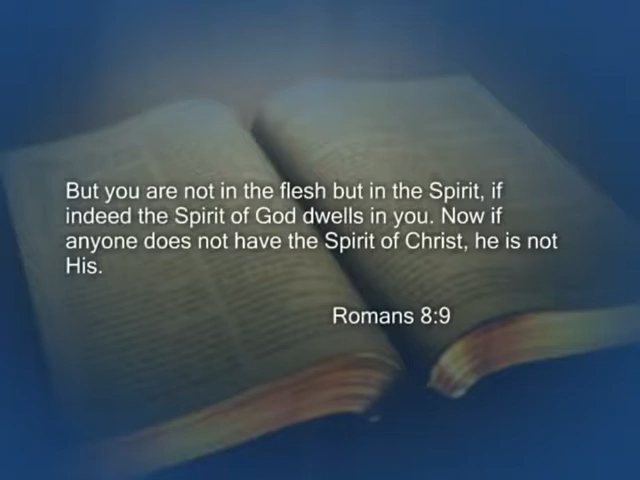 But you are not in the flesh but in the Spirit, if
indeed the Spirit of God dwells in you. Now if
anyone does not have the Spirit of Christ, he is not
His.
Romans 8:9